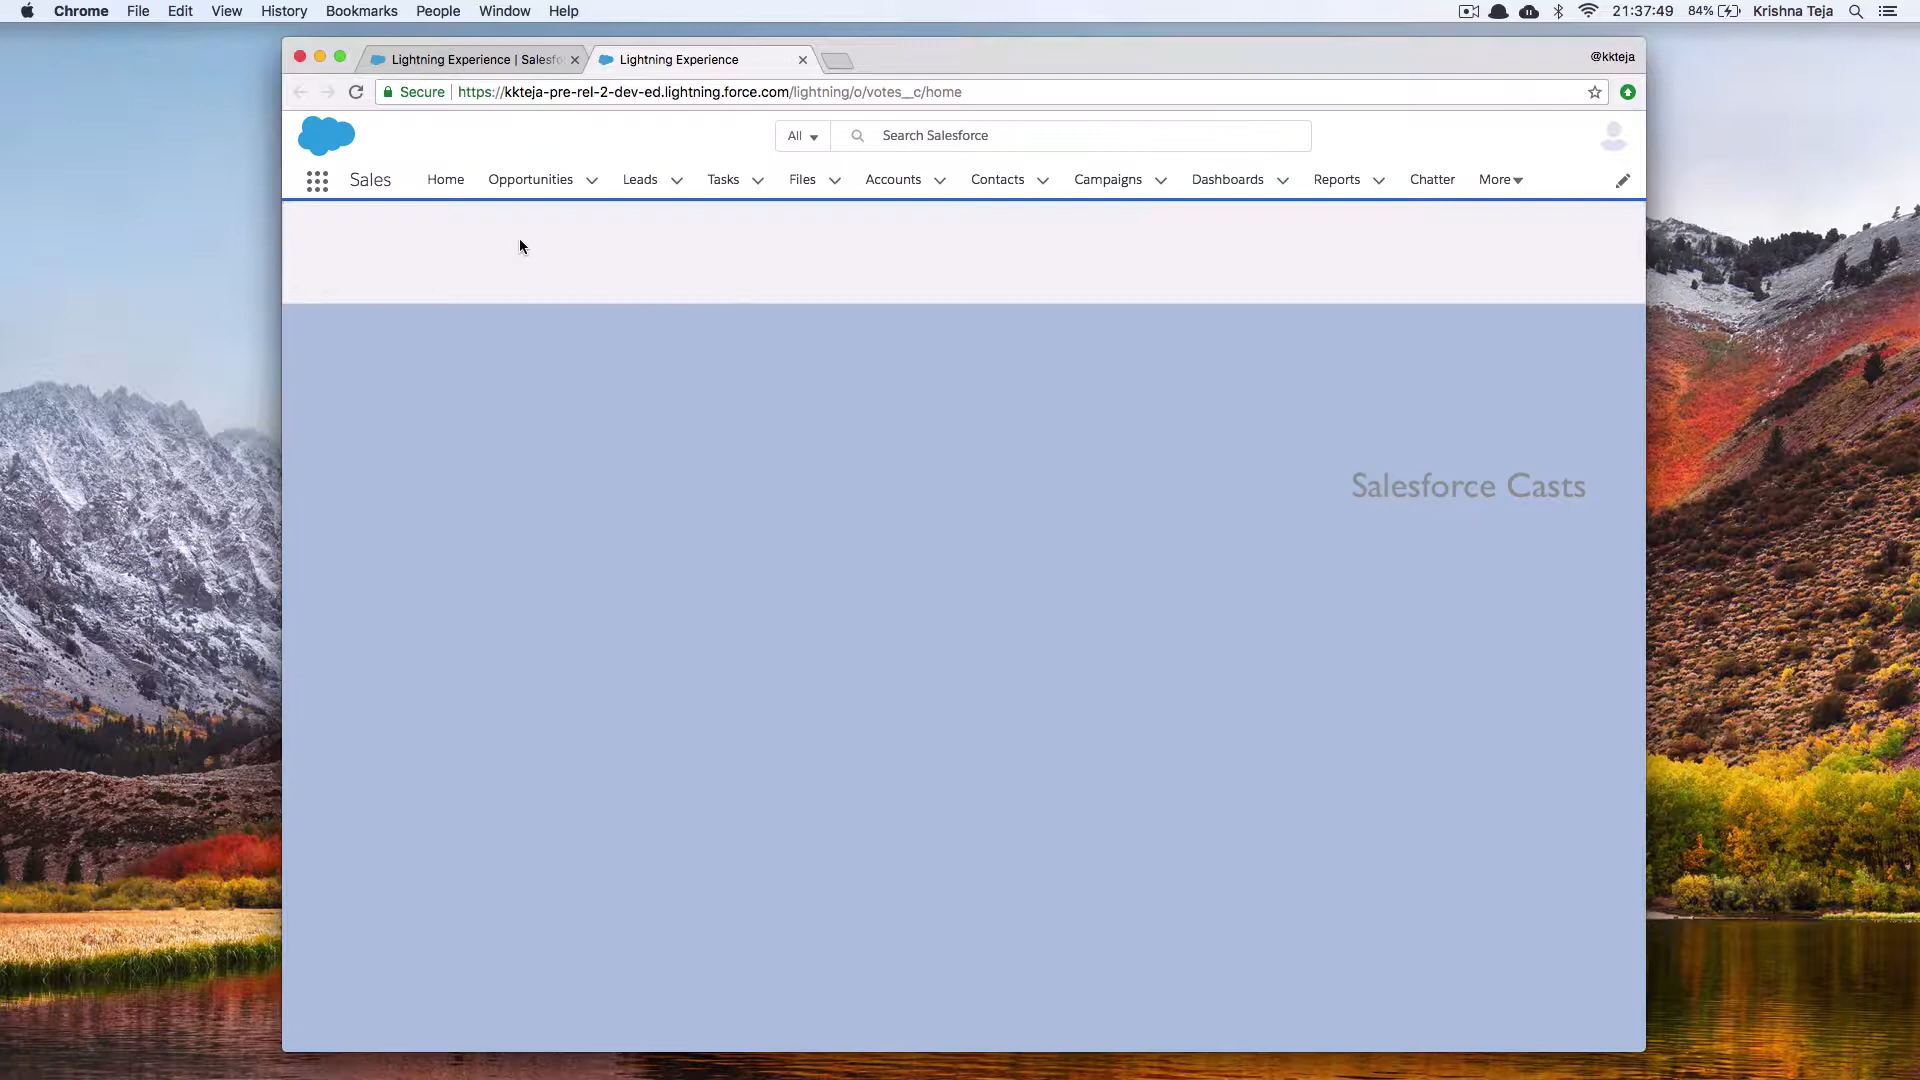 Chrome File Edit View History Bookmarks People Window Help 21:37:49 84% Krishna Teja
Lightning Experience | Salesfo Lightning Experience @kkteja
Secure https://kkteja-pre-rel-2-dev-ed.lightning.force.com/lightning/o/votes__c/home
All Search Salesforce
Sales Home Opportunities Leads Tasks Files Accounts Contacts Campaigns Dashboards Reports Chatter More
Salesforce Casts